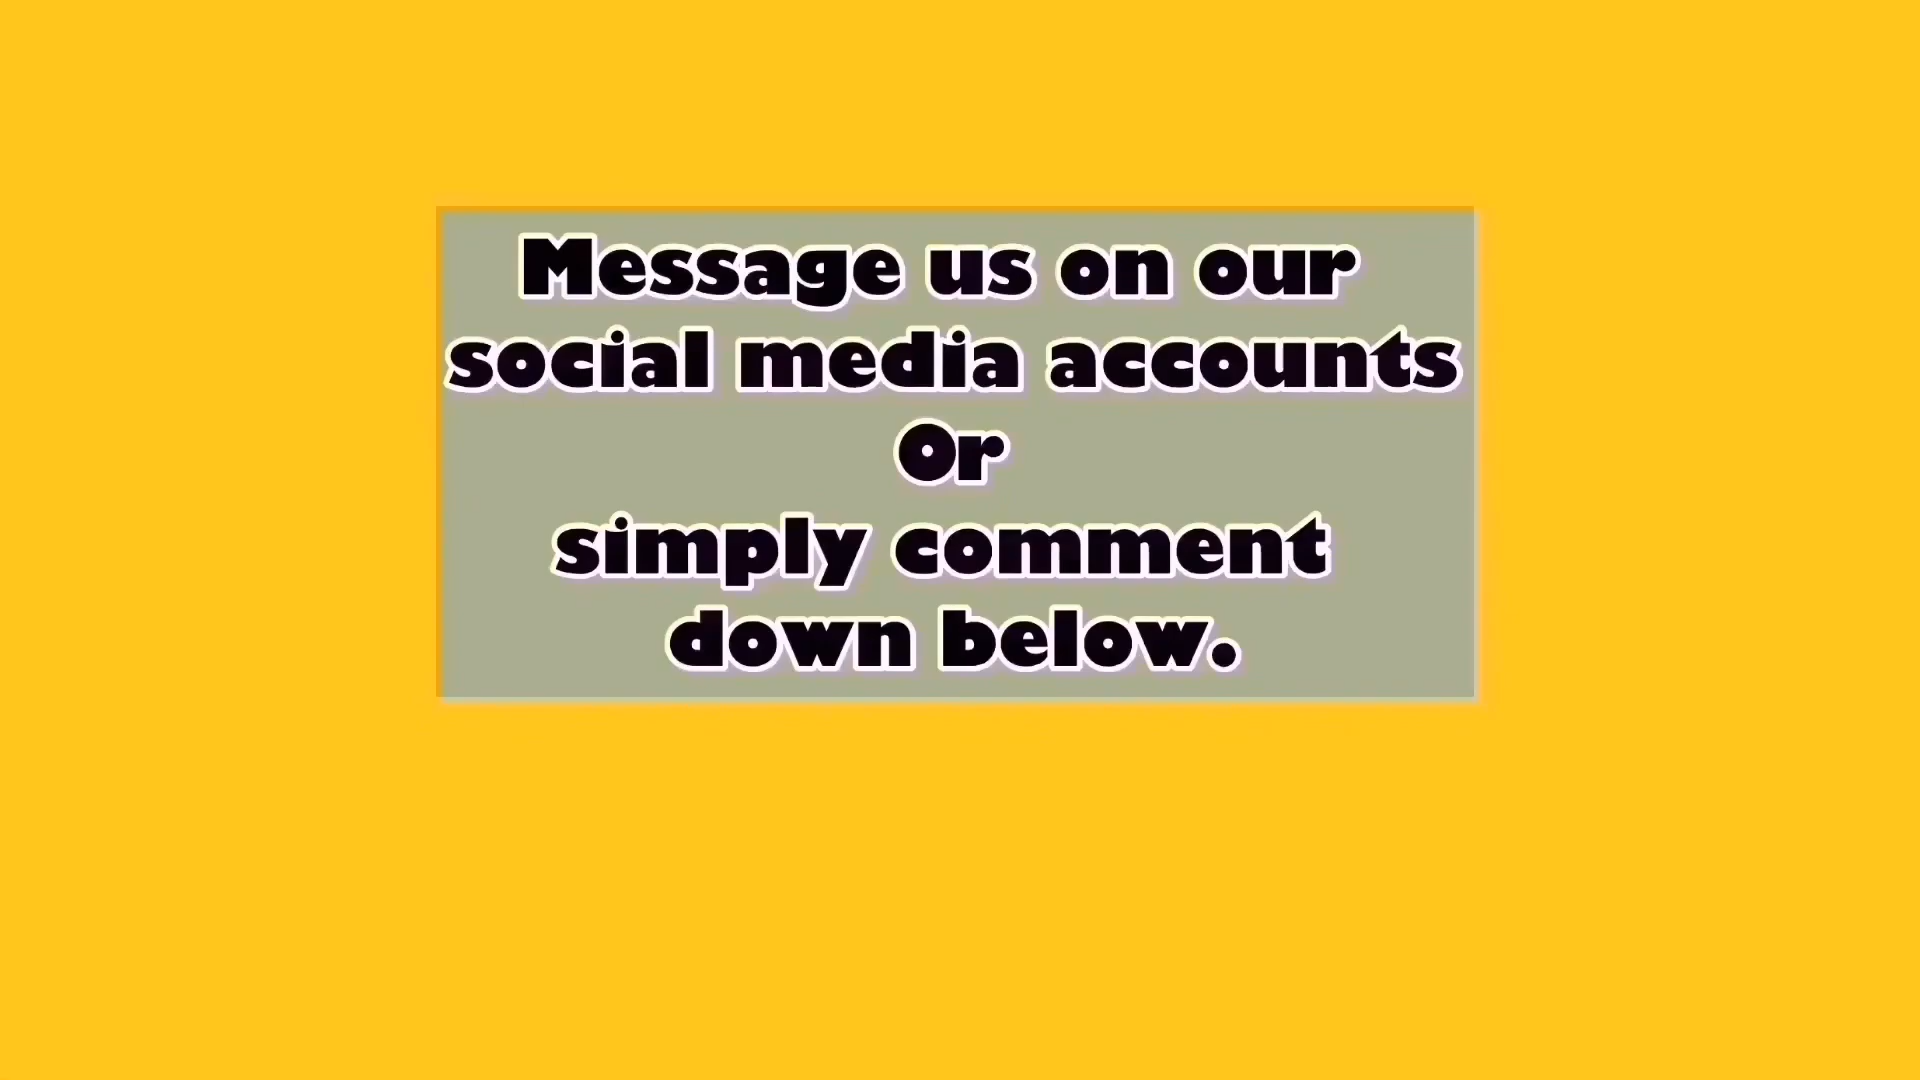 Message us on our
social media accounts
Or
simply comment
down below.